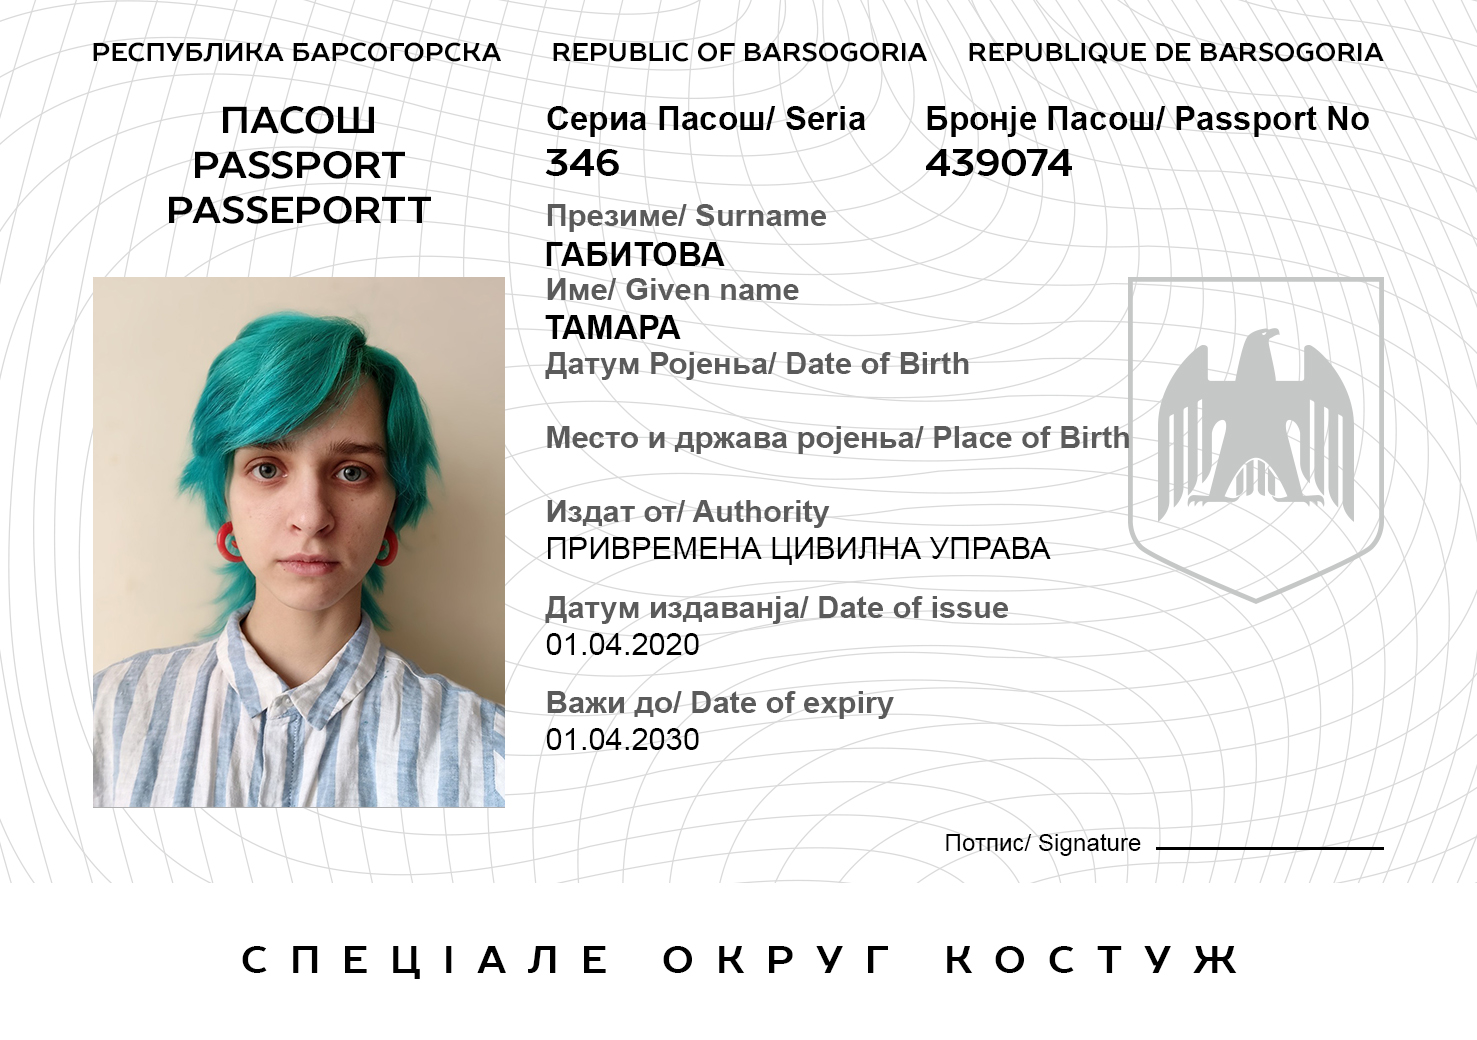 РЕСПУБЛИКА БАРСОГОРСКА REPUBLIC OF BARSOGORIA REPUBLIQUE DE BARSOGORIA
ПАСОШ
PASSPORT
PASSEPORTT
Сериа Пасош/ Seria Бронје Пасош/ Passport No
346 439074
Презиме/ Surname
ГАБИТОВА
Име/ Given name
ТАМАРА
Датум Роjeньа/ Date of Birth
Место и држава роjeньа/ Place of Birth
Издат от/ Authority
ПРИВРЕМЕНА ЦИВИЛНА УПРАВА
Датум издаванја/ Date of issue
01.04.2020
Важи до/ Date of expiry
01.04.2030
Потпис/ Signature
СПЕЦІАЛЕ ОКРУГ КОСТУЖ